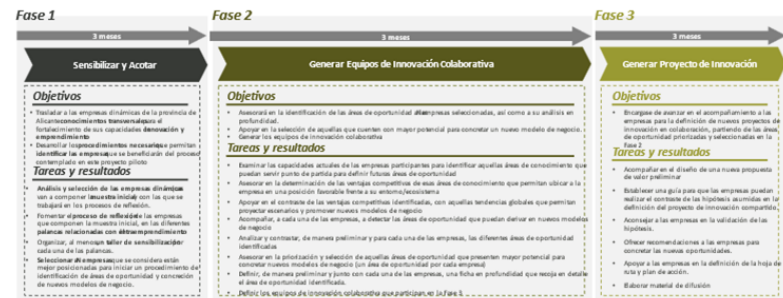 Fase 1
3 meses
Sensibilizar y Acotar
Objetivos
• Trasladar a las empresas dinámicas de la provincia de
Alicante conocimientos transversales para el
fortalecimiento de sus capacidades de innovación y
emprendimiento
• Desarrollar los procedimientos necesarios que permitan
identificar las empresas que se beneficiarán del proceso
contemplado en este proyecto piloto
Tareas y resultados
• Análisis y selección de las empresas dinámicas que
van a componer la muestra inicial, con las que se
trabajará en los procesos de reflexión.
• Fomentar el proceso de reflexión de las empresas
que componen la muestra inicial, en las diferentes
palancas relacionadas con el intraemprendimiento
• Organizar, al menos, un taller de sensibilización por
cada una de las palancas.
• Seleccionar empresas que se considera están
mejor posicionadas para iniciar un procedimiento de
identificación de áreas de oportunidad y concreción
de nuevos modelos de negocio.
Fase 2
3 meses
Generar Equipos de Innovación Colaborativa
Objetivos
• Asesorará en la identificación de las áreas de oportunidad empresas seleccionadas, así como a su análisis en
profundidad.
• Apoyar en la selección de aquellas que cuenten con mayor potencial para concretar un nuevo modelo de negocio.
• Generar los equipos de innovación colaborativa
Tareas y resultados
• Examinar las capacidades actuales de las empresas participantes para identificar aquellas áreas de conocimiento que
puedan servir punto de partida para definir futuras áreas de oportunidad
• Asesorar en la determinación de las ventajas competitivas de esas áreas de conocimiento que permitan ubicar a la
empresa en una posición favorable frente a su entorno/ecosistema
• Apoyar en el contraste de las ventajas competitivas identificadas, con aquellas tendencias globales que permitan
proyectar escenarios y promover nuevos modelos de negocio
• Acompañar, a cada una de las empresas, a detectar las áreas de oportunidad que puedan derivar en nuevos modelos
de negocio
• Analizar y contrastar, de manera preliminar y para cada una de las empresas, las diferentes áreas de oportunidad
identificadas
• Asesorar en la priorización y selección de aquellas áreas de oportunidad que presenten mayor potencial para
concretar nuevos modelos de negocio (un área de oportunidad por cada empresa)
• Definir, de manera preliminar y junto con cada una de las empresas, una ficha en profundidad que recoja en detalle
el área de oportunidad identificada.
• Definir los equipos de innovación colaborativa que participan en la Fase 3
Fase 3
3 meses
Generar Proyecto de Innovación
Objetivos
• Encargase de avanzar en el acompañamiento a las
empresas para la definición de nuevos proyectos de
innovación en colaboración, partiendo de las áreas
de oportunidad priorizadas y seleccionadas en la
Fase 2
Tareas y resultados
• Acompañar en el diseño de una nueva propuesta
de valor preliminar
• Establecer una guía para que las empresas puedan
realizar el contraste de las hipótesis asumidas en la
definición del proyecto de innovación compartido.
• Aconsejar a las empresas en la validación de las
hipótesis.
• Ofrecer recomendaciones a las empresas para
concretar las nuevas oportunidades.
• Apoyar a las empresas en la definición de la hoja de
ruta y plan de acción.
• Elaborar material de difusión